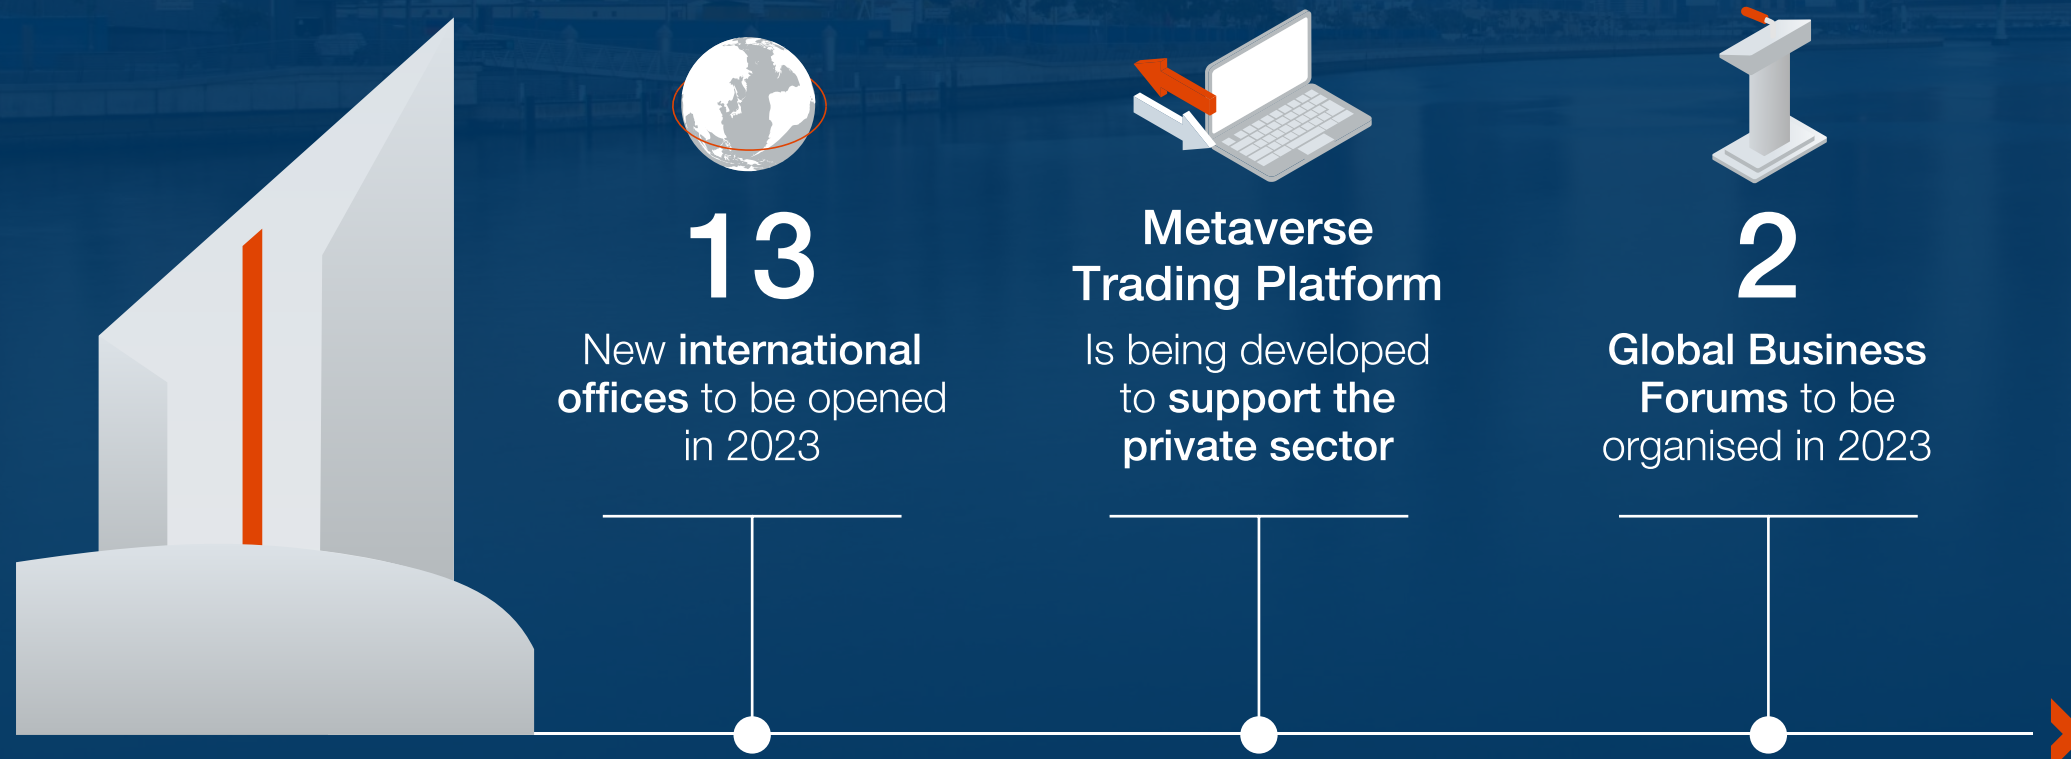 13
New international
offices to be opened
in 2023
Metaverse
Trading Platform
Is being developed
to support the
private sector
2
Global Business
Forums to be
organised in 2023